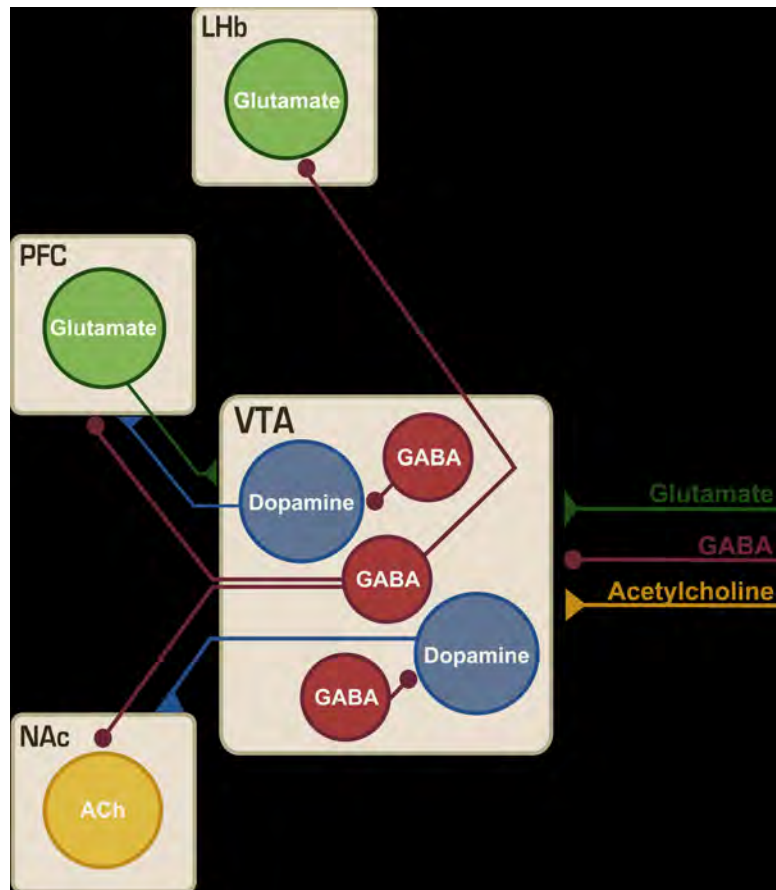 LHb
Glutamate
PFC
Glutamate
VTA
GABA
Dopamine
GABA
Dopamine
GABA
Glutamate
GABA
Acetylcholine
NAc
ACh